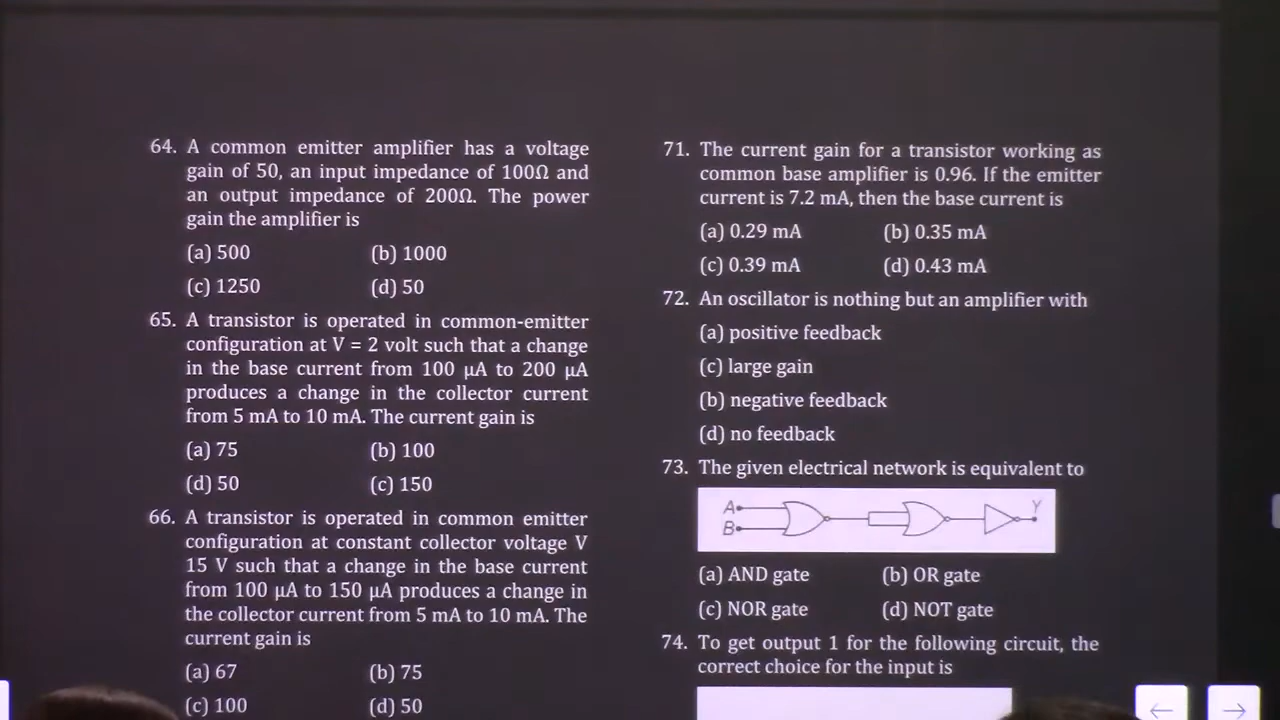 64. A common emitter amplifier has a voltage
gain of 50, an input impedance of 100Ω and
an output impedance of 200Ω. The power
gain the amplifier is
(a) 500 (b) 1000
(c) 1250 (d) 50
65. A transistor is operated in common-emitter
configuration at V = 2 volt such that a change
in the base current from 100 µA to 200 µA
produces a change in the collector current
from 5 mA to 10 mA. The current gain is
(a) 75 (b) 100
(d) 50 (c) 150
66. A transistor is operated in common emitter
configuration at constant collector voltage V
15 V such that a change in the base current
from 100 µA to 150 µA produces a change in
the collector current from 5 mA to 10 mA. The
current gain is
(a) 67 (b) 75
(c) 100 (d) 50
71. The current gain for a transistor working as
common base amplifier is 0.96. If the emitter
current is 7.2 mA, then the base current is
(a) 0.29 mA (b) 0.35 mA
(c) 0.39 mA (d) 0.43 mA
72. An oscillator is nothing but an amplifier with
(a) positive feedback
(c) large gain
(b) negative feedback
(d) no feedback
73. The given electrical network is equivalent to
A
B
Y
(a) AND gate (b) OR gate
(c) NOR gate (d) NOT gate
74. To get output 1 for the following circuit, the
correct choice for the input is